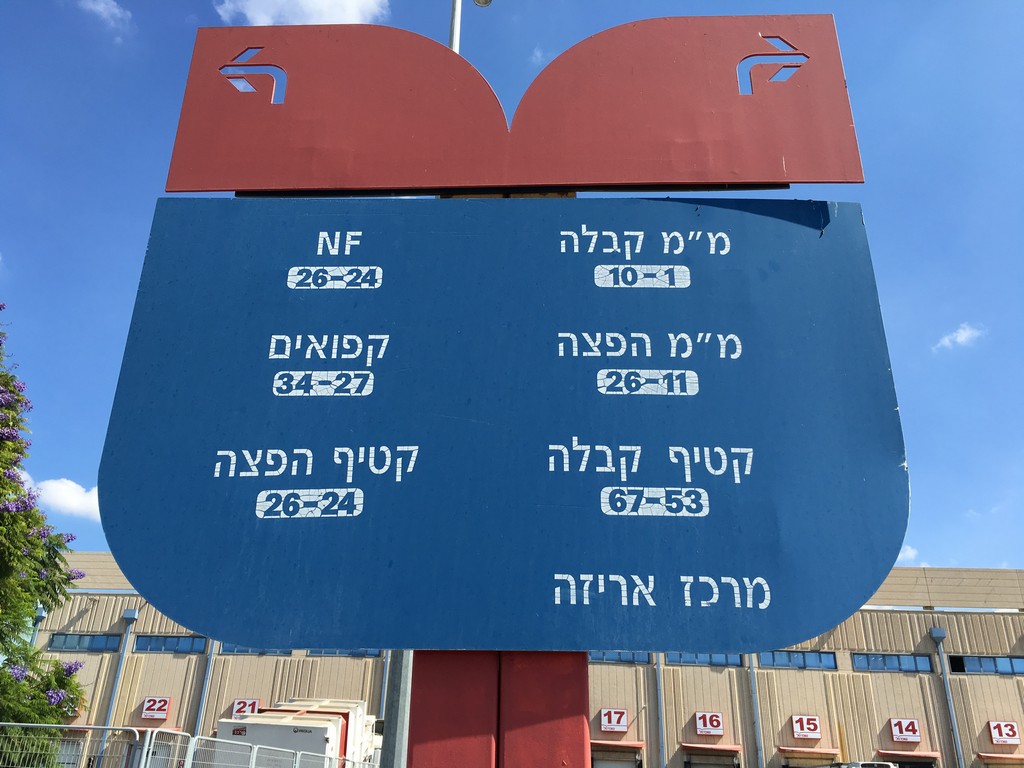 מ״מ קבלה
10-1
מ״מ הפצה
26-11
קטיף קבלה
67-53
מרכז אריזה
NF
26-24
קפואים
34-27
קטיף הפצה
26-24
22
21
17
16
15
14
13